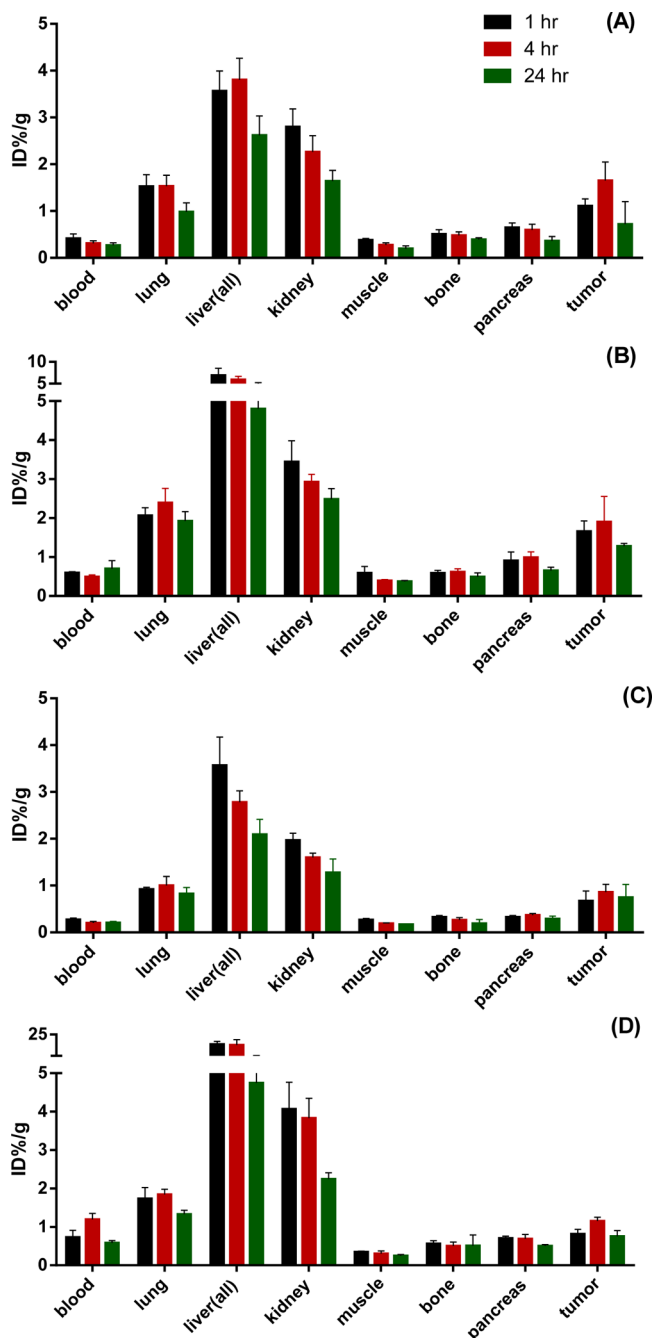 (A)
1 hr
4 hr
24 hr
ID%/g
5
4
3
2
1
0
blood
lung
liver(all)
kidney
muscle
bone
pancreas
tumor
(B)
ID%/g
10
5
5
4
3
2
1
0
blood
lung
liver(all)
kidney
muscle
bone
pancreas
tumor
(C)
ID%/g
5
4
3
2
1
0
blood
lung
liver(all)
kidney
muscle
bone
pancreas
tumor
(D)
ID%/g
25
5
5
4
3
2
1
0
blood
lung
liver(all)
kidney
muscle
bone
pancreas
tumor